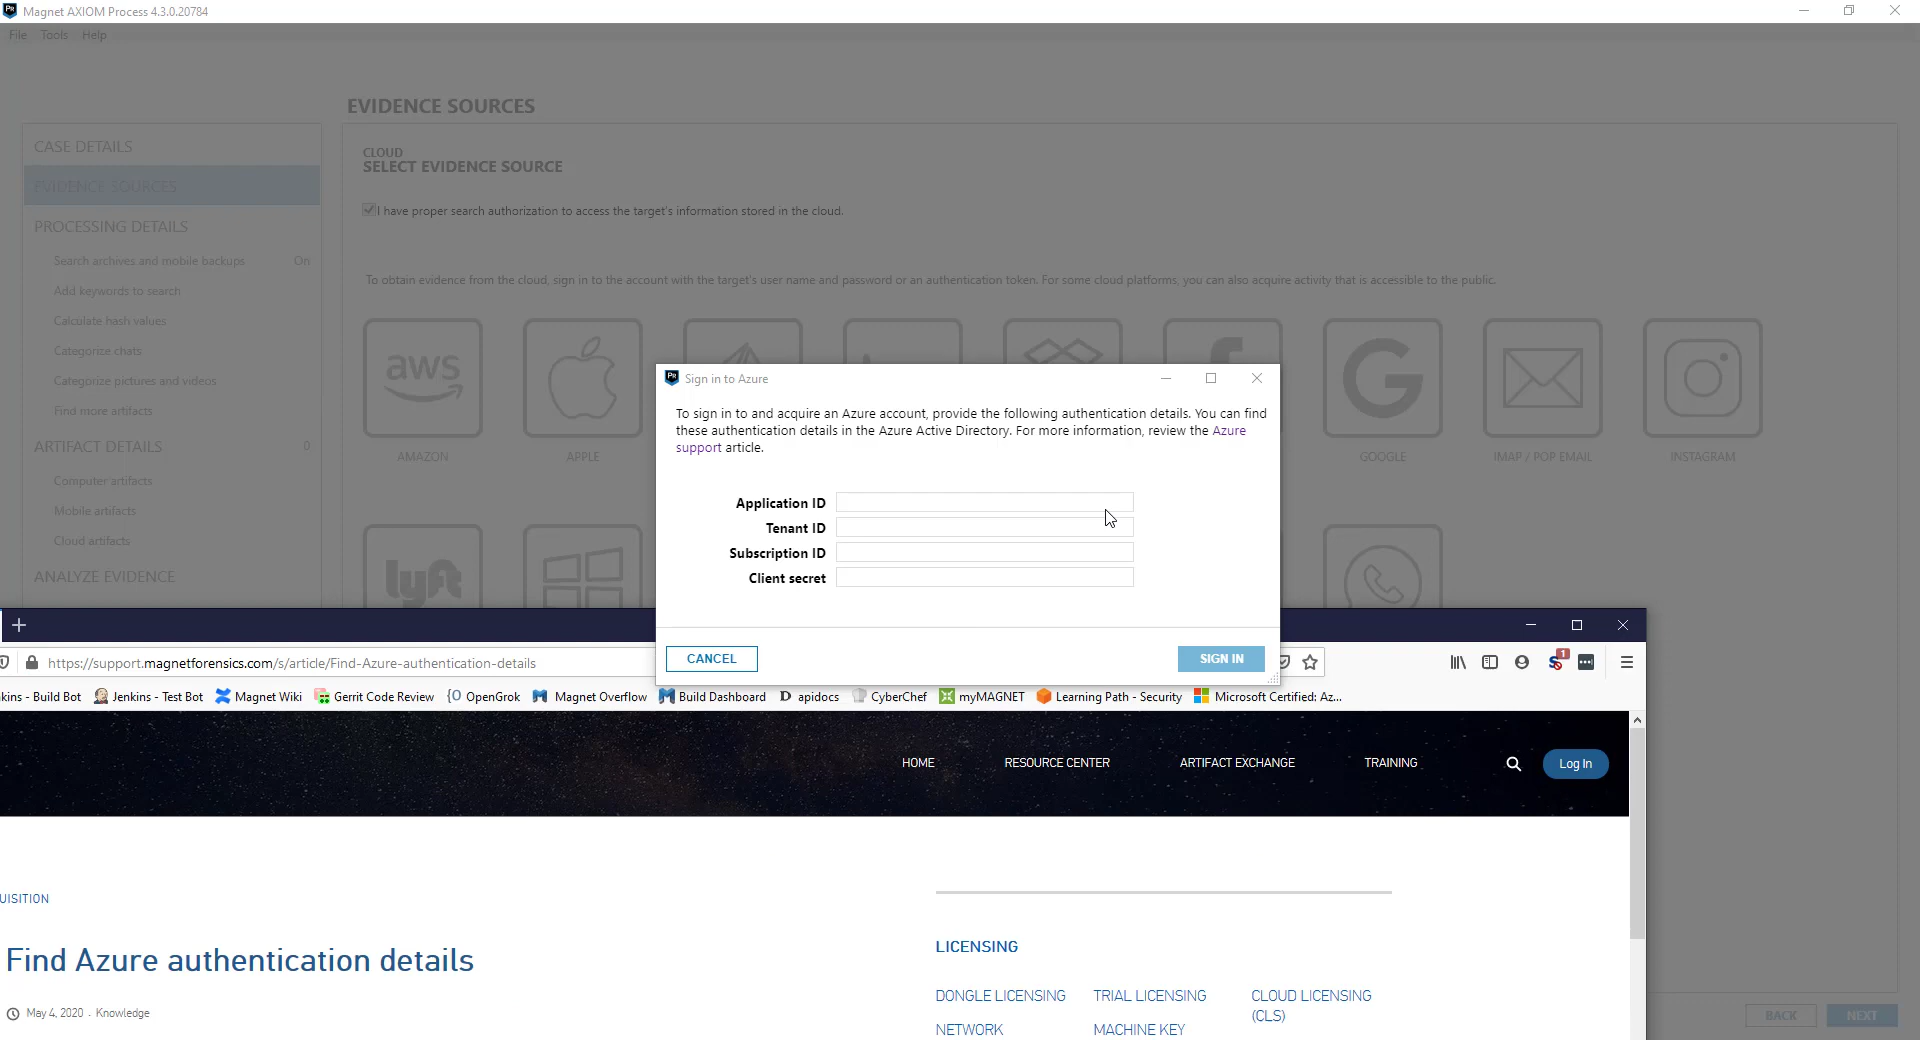 Magnet AXIOM Process 4.3.0.20784
File Tools Help
EVIDENCE SOURCES
CASE DETAILS
EVIDENCE SOURCES
PROCESSING DETAILS
Search archives and mobile backups On
Add keywords to search
Calculate hash values
Categorize chats
Categorize pictures and videos
Find more artifacts
ARTIFACT DETAILS 0
Computer artifacts
Mobile artifacts
Cloud artifacts
ANALYZE EVIDENCE
CLOUD
SELECT EVIDENCE SOURCE
I have proper search authorization to access the target's information stored in the cloud.
To obtain evidence from the cloud, sign in to the account with the target's user name and password or an authentication token. For some cloud platforms, you can also acquire activity that is accessible to the public.
aws
AMAZON
APPLE
GOOGLE
IMAP / POP EMAIL
INSTAGRAM
lyft
Sign in to Azure
To sign in to and acquire an Azure account, provide the following authentication details. You can find
these authentication details in the Azure Active Directory. For more information, review the Azure
support article.
Application ID
Tenant ID
Subscription ID
Client secret
CANCEL
SIGN IN
https://support.magnetforensics.com/s/article/Find-Azure-authentication-details
1
kins - Build Bot Jenkins - Test Bot Magnet Wiki Gerrit Code Review {O OpenGrok Magnet Overflow Build Dashboard apidocs CyberChef myMAGNET Learning Path - Security Microsoft Certified: Az...
HOME RESOURCE CENTER ARTIFACT EXCHANGE TRAINING Log In
UISITION
Find Azure authentication details
May 4, 2020 . Knowledge
LICENSING
DONGLE LICENSING TRIAL LICENSING CLOUD LICENSING
(CLS)
NETWORK MACHINE KEY
BACK NEXT